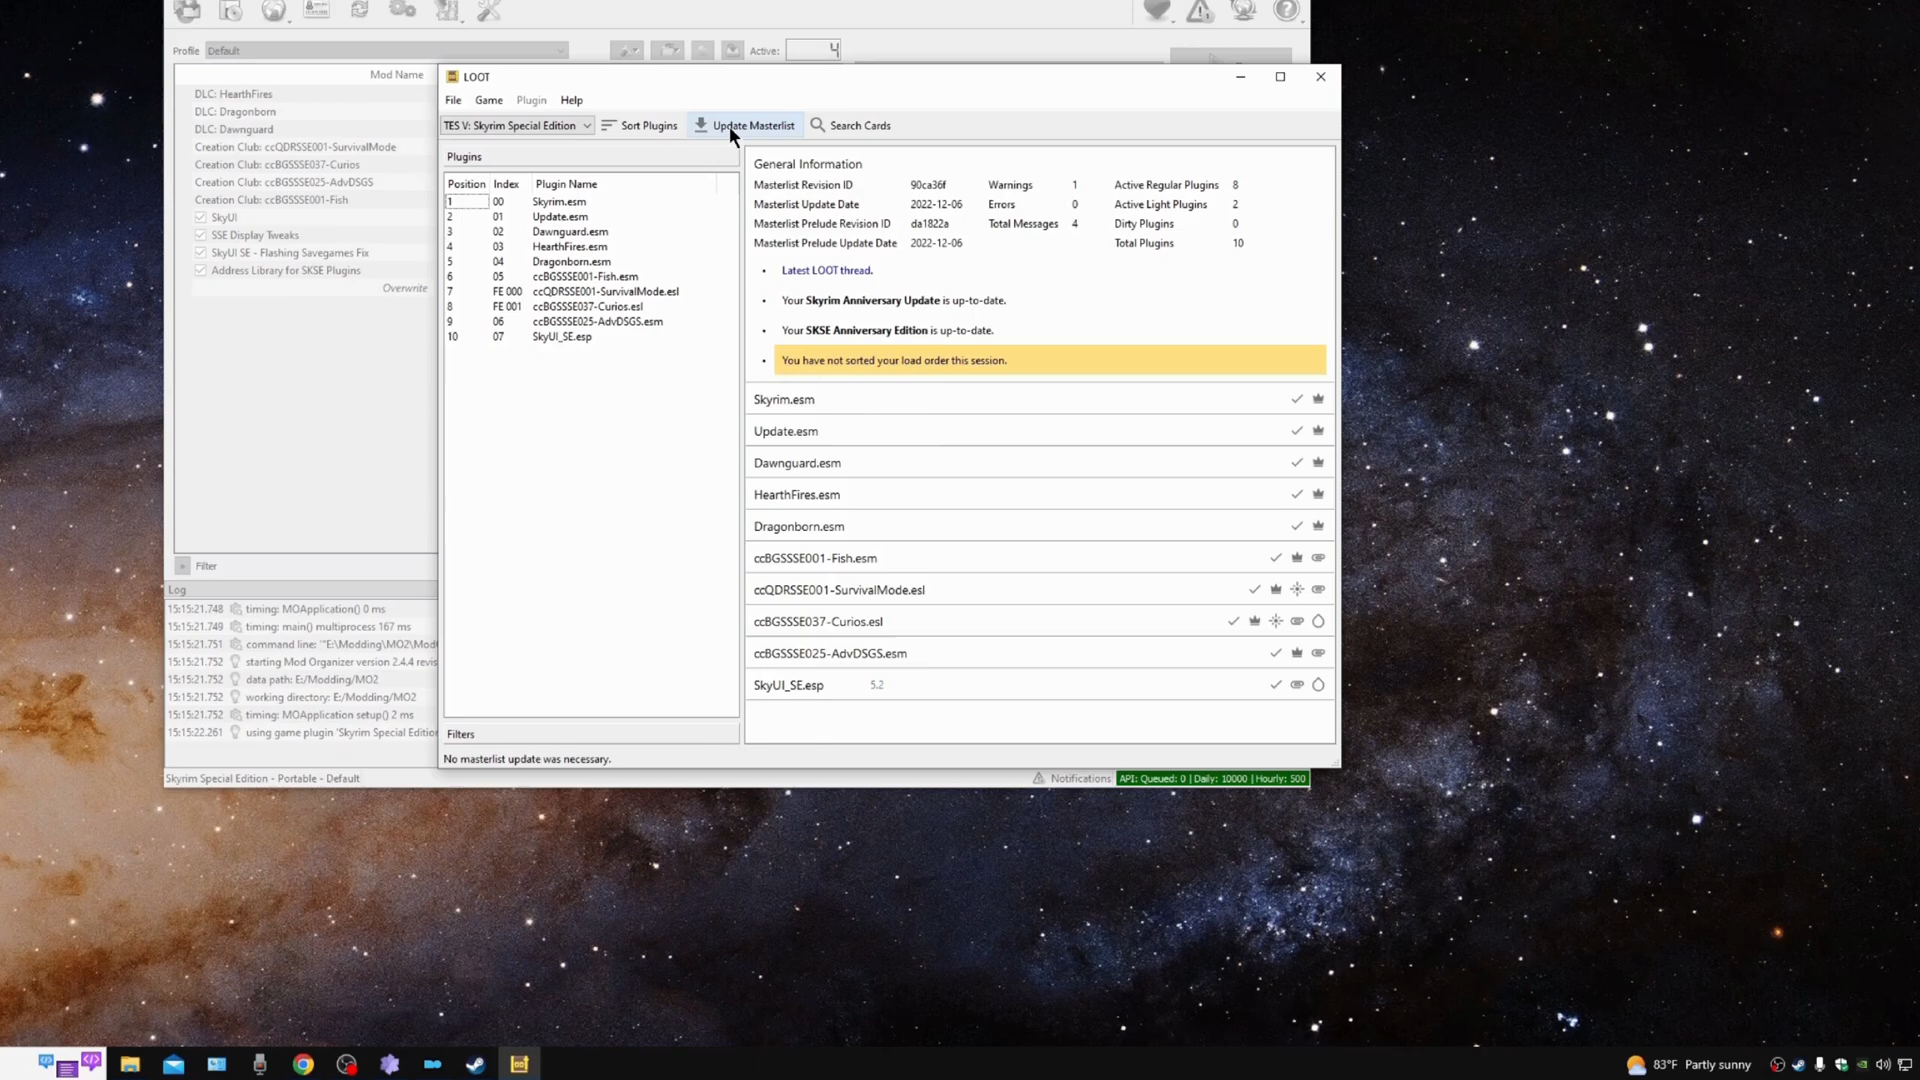 Profile Default Active: 4
Mod Name
DLC: HearthFires
DLC: Dragonborn
DLC: Dawnguard
Creation Club: ccQDRSSE001-SurvivalMode
Creation Club: ccBGSSSE037-Curios
Creation Club: ccBGSSSE025-AdvDSGS
Creation Club: ccBGSSSE001-Fish
SkyUI
SSE Display Tweaks
SkyUI SE - Flashing Savegames Fix
Address Library for SKSE Plugins
Overwrite
Filter
Log
15:15:21.748 timing: MOApplication() 0 ms
15:15:21.749 timing: main() multiprocess 167 ms
15:15:21.751 command line: '"E:\Modding\MO2\Mod
15:15:21.752 starting Mod Organizer version 2.4.4 revis
15:15:21.752 data path: E:/Modding/MO2
15:15:21.752 working directory: E:/Modding/MO2
15:15:21.752 timing: MOApplication setup() 2 ms
15:15:22.261 using game plugin 'Skyrim Special Edition
Skyrim Special Edition - Portable - Default
Notifications API: Queued: 0 | Daily: 10000 | Hourly: 500
LOOT
File Game Plugin Help
TES V: Skyrim Special Edition Sort Plugins Update Masterlist Search Cards
Plugins
Position Index Plugin Name
1 00 Skyrim.esm
2 01 Update.esm
3 02 Dawnguard.esm
4 03 HearthFires.esm
5 04 Dragonborn.esm
6 05 ccBGSSSE001-Fish.esm
7 FE 000 ccQDRSSE001-SurvivalMode.esl
8 FE 001 ccBGSSSE037-Curios.esl
9 06 ccBGSSSE025-AdvDSGS.esm
10 07 SkyUI_SE.esp
Filters
No masterlist update was necessary.
General Information
Masterlist Revision ID 90ca36f Warnings 1 Active Regular Plugins 8
Masterlist Update Date 2022-12-06 Errors 0 Active Light Plugins 2
Masterlist Prelude Revision ID da1822a Total Messages 4 Dirty Plugins 0
Masterlist Prelude Update Date 2022-12-06 Total Plugins 10
• Latest LOOT thread.
• Your Skyrim Anniversary Update is up-to-date.
• Your SKSE Anniversary Edition is up-to-date.
• You have not sorted your load order this session.
Skyrim.esm
Update.esm
Dawnguard.esm
HearthFires.esm
Dragonborn.esm
ccBGSSSE001-Fish.esm
ccQDRSSE001-SurvivalMode.esl
ccBGSSSE037-Curios.esl
ccBGSSSE025-AdvDSGS.esm
SkyUI_SE.esp 5.2
83°F Partly sunny